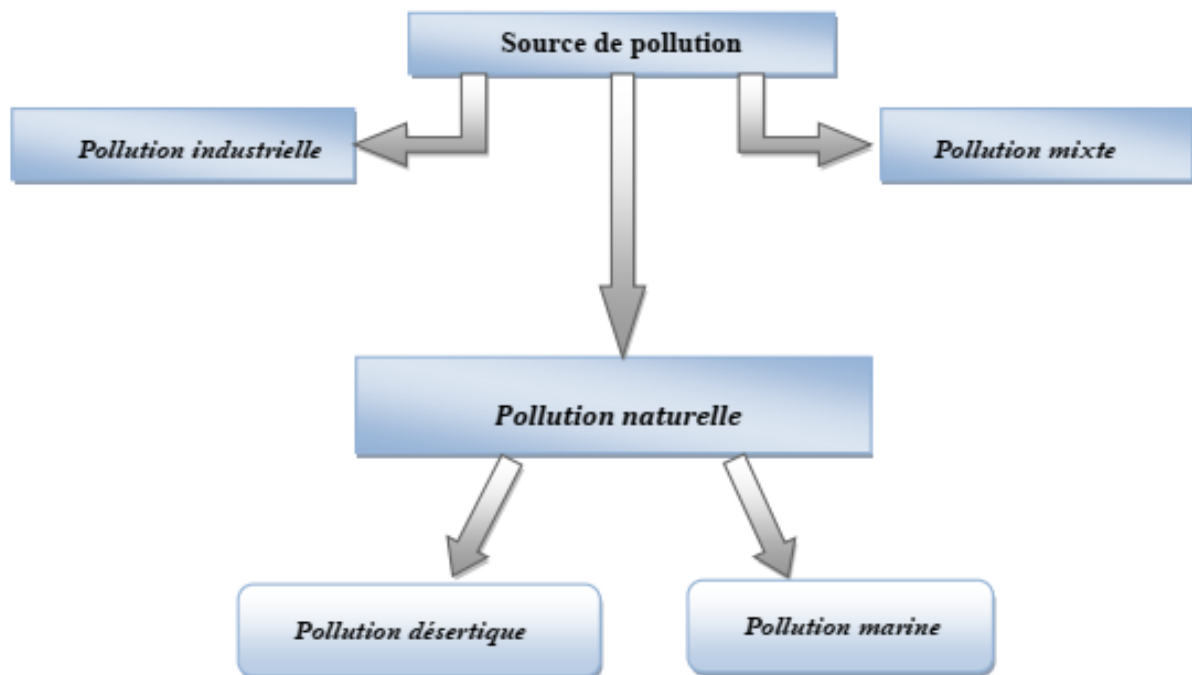 Source de pollution
Pollution industrielle
Pollution mixte
Pollution naturelle
Pollution désertique
Pollution marine